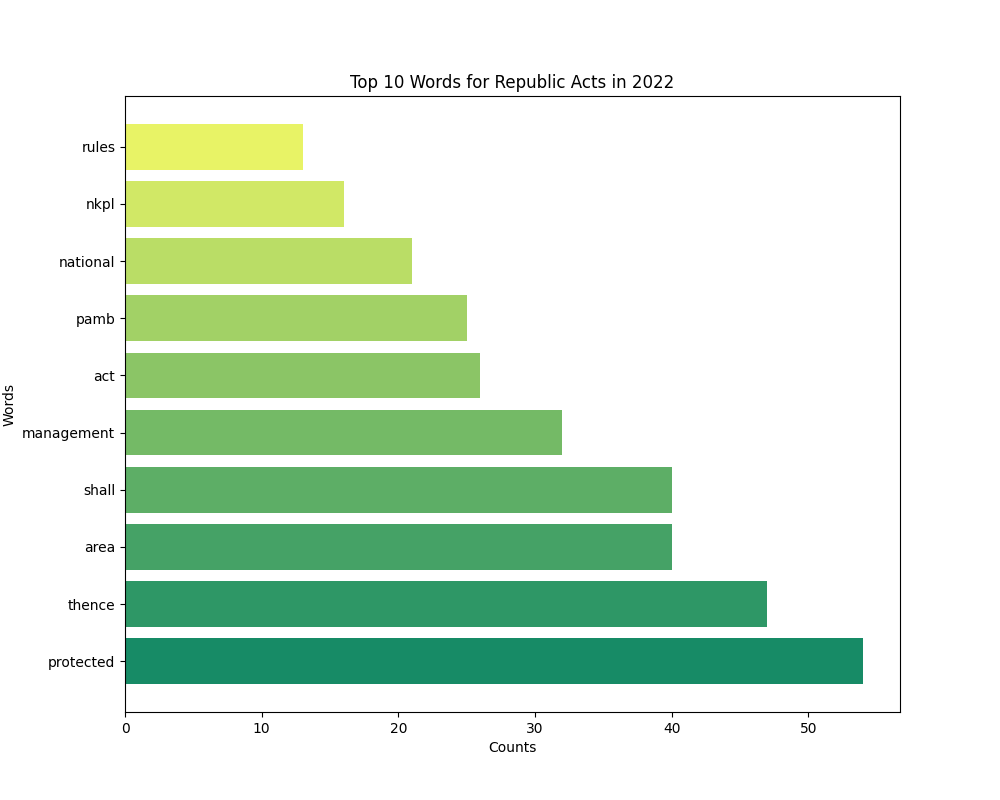 Top 10 Words for Republic Acts in 2022
rules
nkpl
national
pamb
act
management
shall
area
thence
protected
Words
0 10 20 30 40 50
Counts